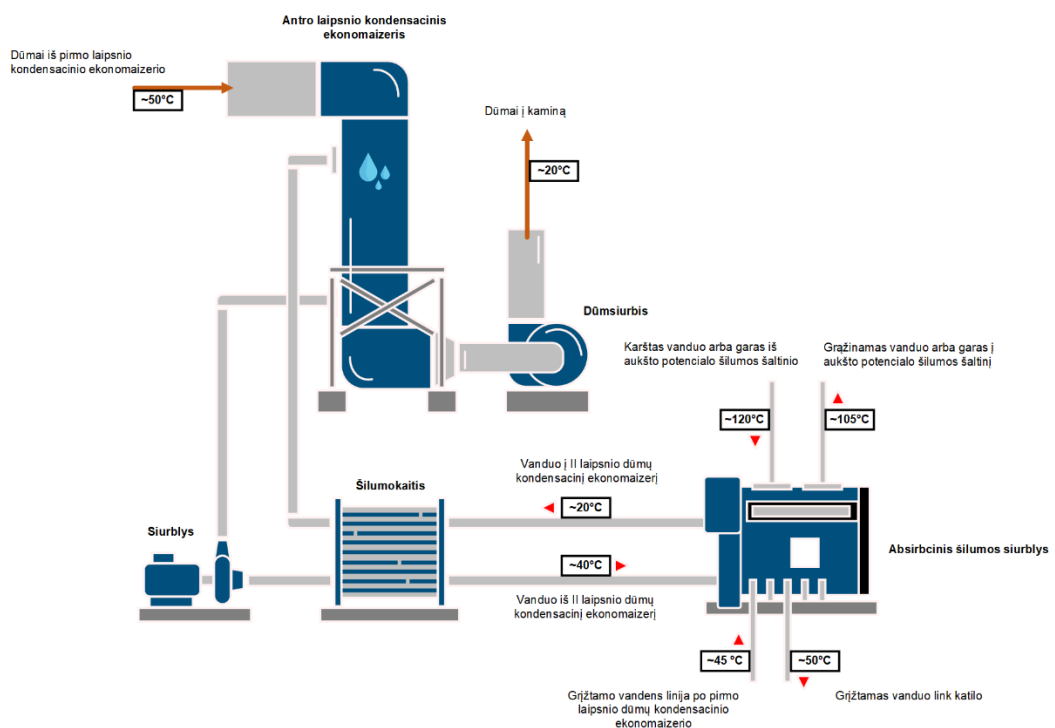 Antro laipsnio kondensacinis
ekonomaizeris
Dūmai iš pirmo laipsnio
kondensacinio ekonomaizerio
~50°C
Dūmai į kaminą
~20°C
Dūmsiurbis
Karštas vanduo arba garas iš
aukšto potencialo šilumos šaltinio
Grąžinamas vanduo arba garas į
aukšto potencialo šilumos šaltinį
~120°C
~105°C
Vanduo į II laipsnio dūmų
kondensacinį ekonomaizerį
Šilumokaitis
~20°C
Siurblys
Absirbcinis šilumos siurblys
~40°C
Vanduo iš II laipsnio dūmų
kondensacinį ekonomaizerį
~45 °C
~50°C
Grįžtamo vandens linija po pirmo
laipsnio dūmų kondensacinio
ekonomaizerio
Grįžtamas vanduo link katilo